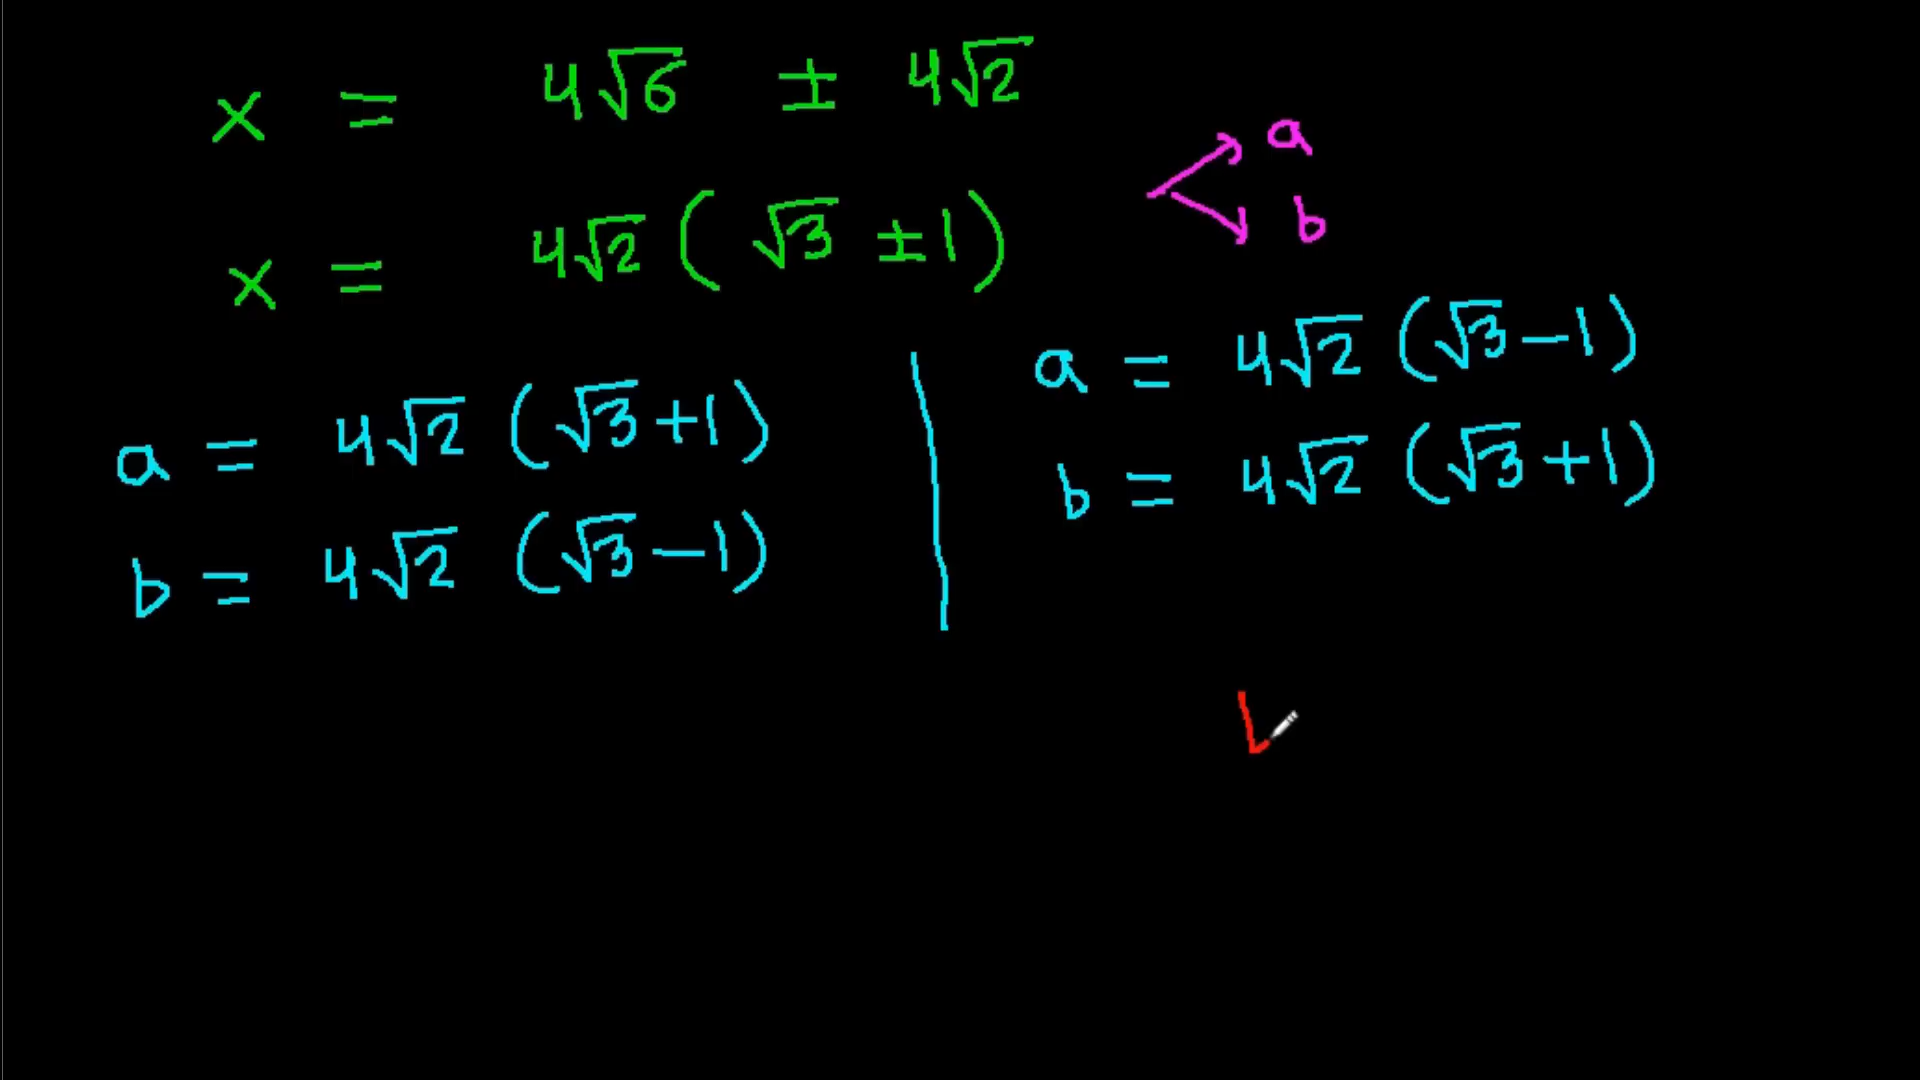 x = 4√6 ± 4√2
x = 4√2 (√3 ± 1)
a
b
a = 4√2 (√3 + 1)
b = 4√2 (√3 − 1)
a = 4√2 (√3 − 1)
b = 4√2 (√3 + 1)